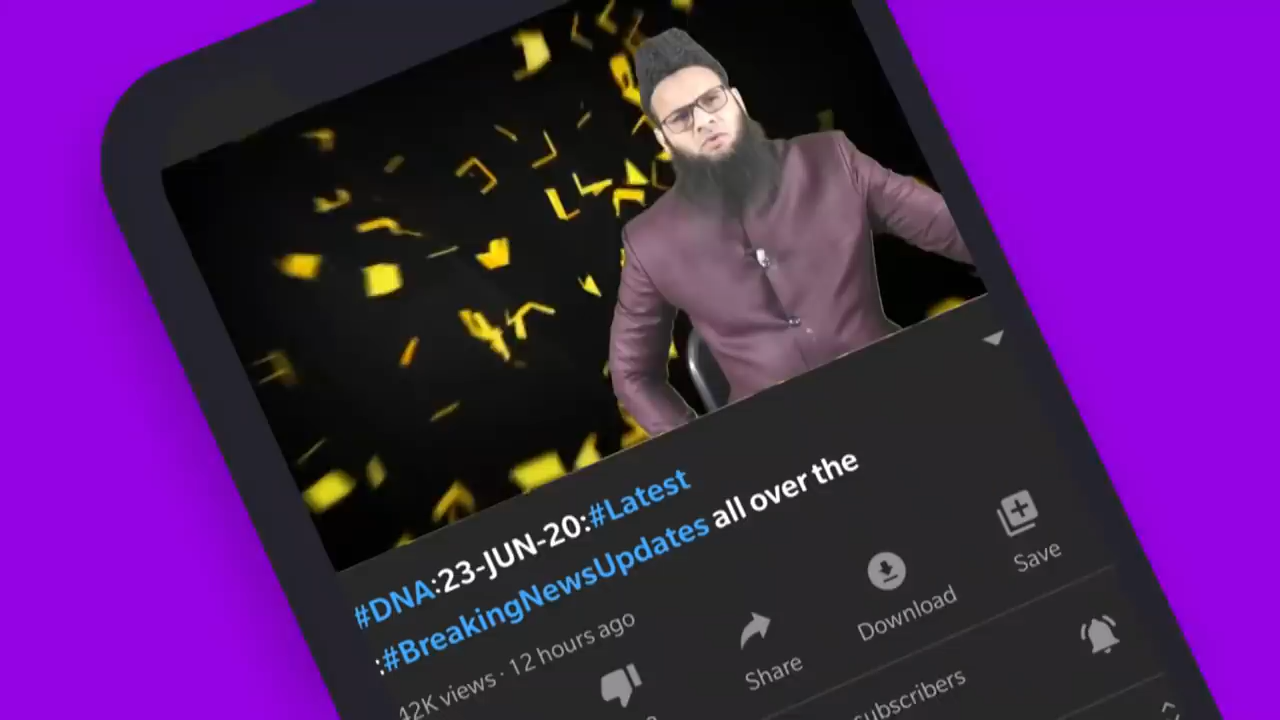 #DNA:23-JUN-20:#Latest
:#BreakingNewsUpdates all over the
42K views · 12 hours ago
Share
Download
Save
subscribers